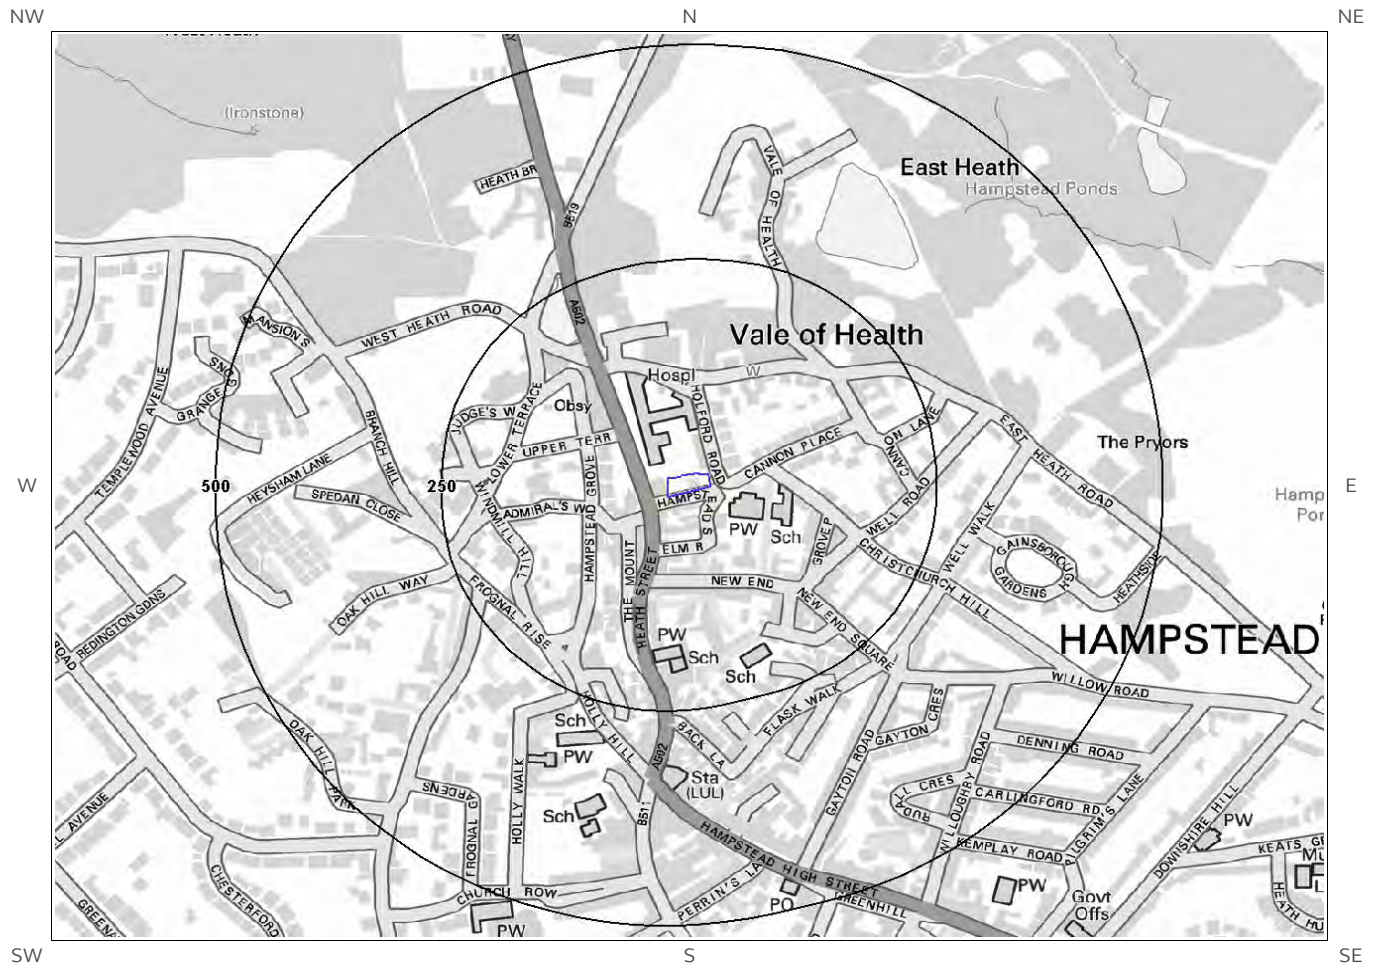 NW
N
NE
(Ironstone)
HEATH BR
B519
VALE OF HEALTH
East Heath
Hampstead Ponds
A502
MANSIONS
WEST HEATH ROAD
Vale of Health
W
Hospl
HOLFORD ROAD
TEMPLEWOOD AVENUE
GRANGE
BRANCH HILL
JUDGE'S W
LOWER TERRACE
Obsy
UPPER TERR
CANNON PLACE
CANNON LANE
EAST HEATH ROAD
The Pryors
W
500
HEYSHAM LANE
SPEDAN CLOSE
250
WINDMILL HILL
ADMIRAL'S W
HAMPSTEAD GROVE
HAMPSTEAD S
PW
Sch
GROVE P
WELL ROAD
WELL WALK
E
ELM R
THE MOUNT
HEATH STREET
NEW END
CHRISTCHURCH HILL
GAINSBOROUGH
GARDENS
HEATHSIDE
OAK HILL WAY
FROGNAL RISE
NEW END SQUARE
REDINGTON GDNS
ROAD
PW
Sch
Sch
HAMPSTEAD
WILLOW ROAD
OAK HILL PARK
HOLLY HILL
Sch
PW
BACK LA
FLASK WALK
GAYTON CRES
GAYTON ROAD
DENNING ROAD
A502
Sta
(LUL)
HOLLY WALK
FROGNAL GARDENS
Sch
B511
WILLOUGHBY ROAD
RUDALL CRES
CARLINGFORD RD
PILGRIM'S LANE
DOWNSHIRE HILL
PW
KEMPLAY ROAD
HAMPSTEAD HIGH STREET
CHESTERFORD
CHURCH ROW
PW
PERRIN'S LA
PO
GREENHILL
PW
Govt
Offs
SW
S
SE